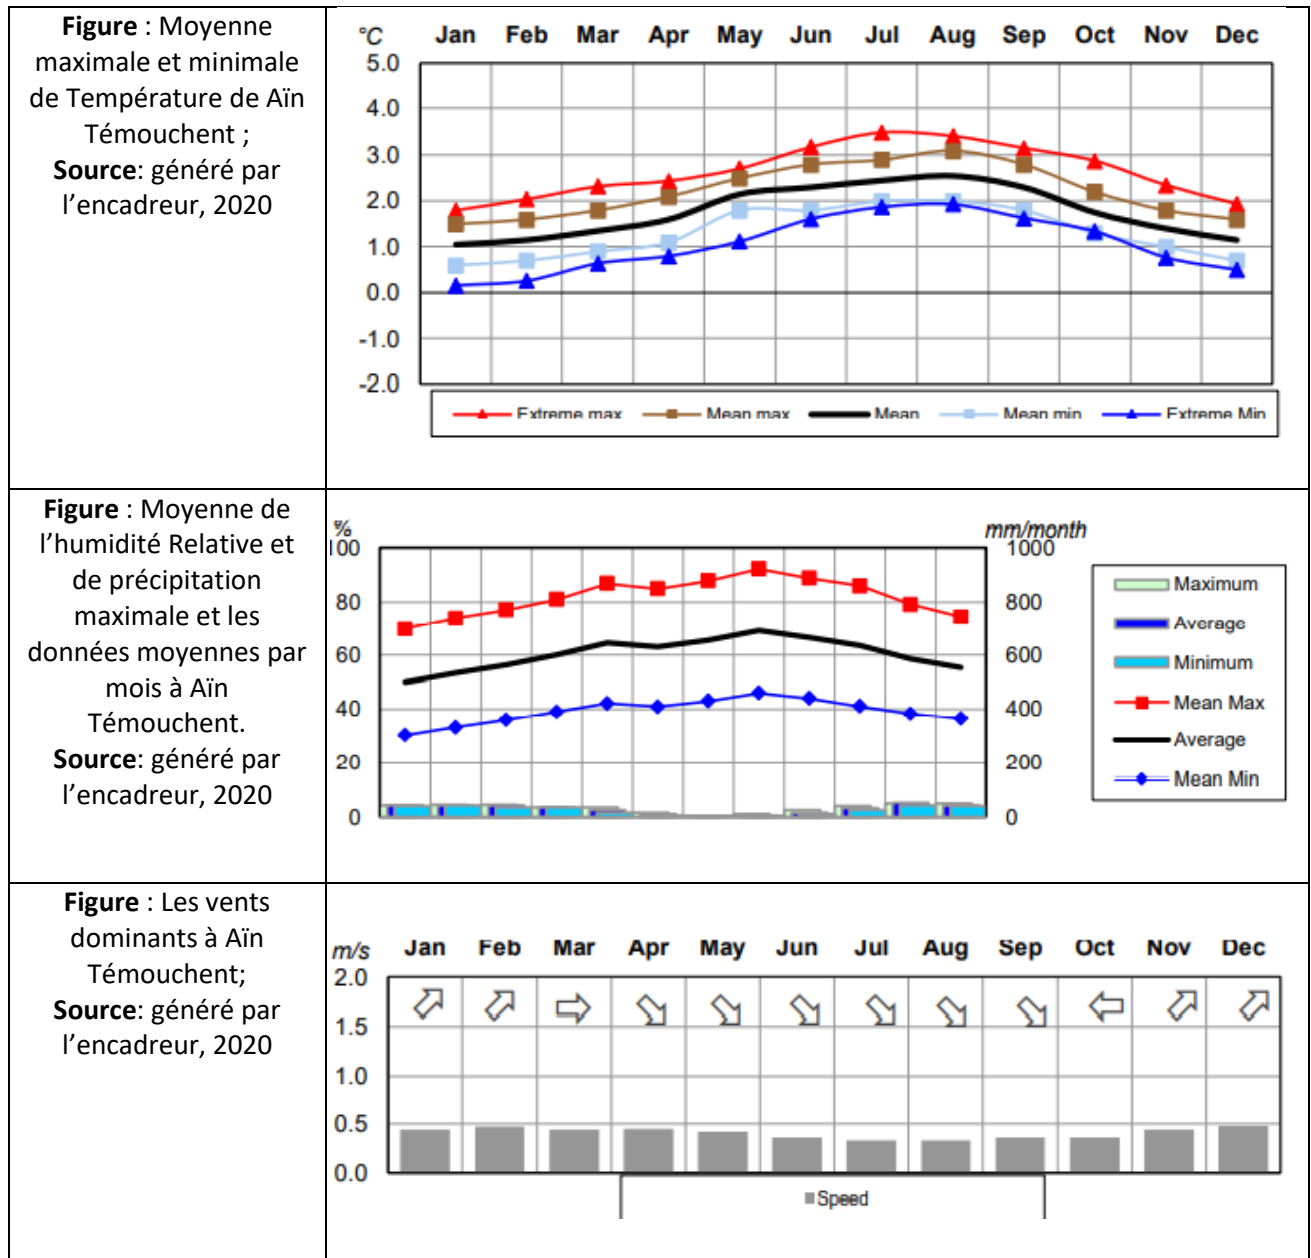 Figure : Moyenne
maximale et minimale
de Température de Aïn
Témouchent ;
Source: généré par
l'encadreur, 2020
°C Jan Feb Mar Apr May Jun Jul Aug Sep Oct Nov Dec
5.0
4.0
3.0
2.0
1.0
0.0
-1.0
-2.0
Extreme max Mean max Mean Mean min Extreme Min
Figure : Moyenne de
l'humidité Relative et
de précipitation
maximale et les
données moyennes par
mois à Aïn
Témouchent.
Source: généré par
l'encadreur, 2020
% mm/month
100 1000
80 800
60 600
40 400
20 200
0 0
Maximum
Average
Minimum
Mean Max
Average
Mean Min
Figure : Les vents
dominants à Aïn
Témouchent;
Source: généré par
l'encadreur, 2020
m/s Jan Feb Mar Apr May Jun Jul Aug Sep Oct Nov Dec
2.0
1.5
1.0
0.5
0.0
Speed